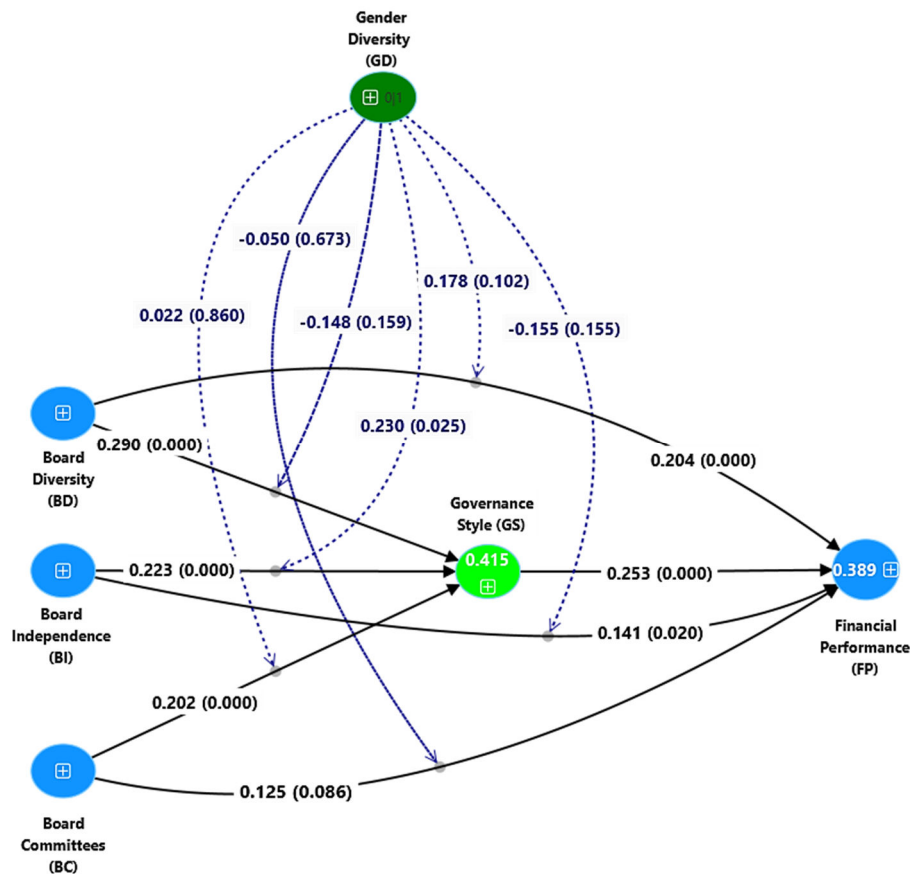 Gender
Diversity
(GD)
0|1
-0.050 (0.673)
0.178 (0.102)
0.022 (0.860)
-0.148 (0.159)
-0.155 (0.155)
0.230 (0.025)
0.290 (0.000)
Board
Diversity
(BD)
0.204 (0.000)
Governance
Style (GS)
0.415
0.223 (0.000)
0.253 (0.000)
0.389
Board
Independence
(BI)
0.141 (0.020)
Financial
Performance
(FP)
0.202 (0.000)
0.125 (0.086)
Board
Committees
(BC)